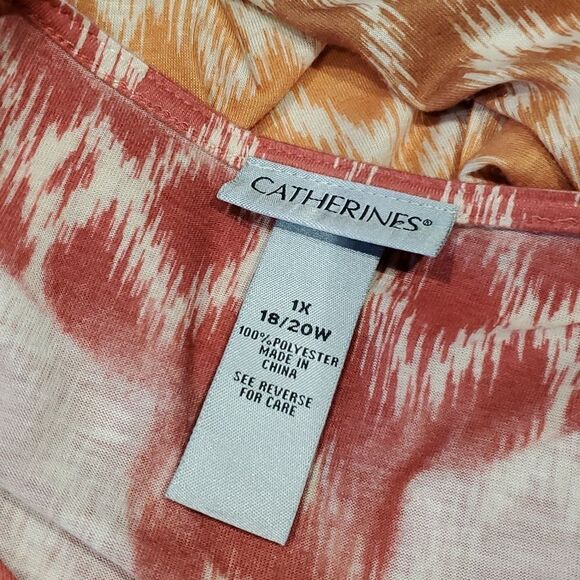 CATHERINES®
1X
18/20W
100% POLYESTER
MADE IN
CHINA
SEE REVERSE
FOR CARE